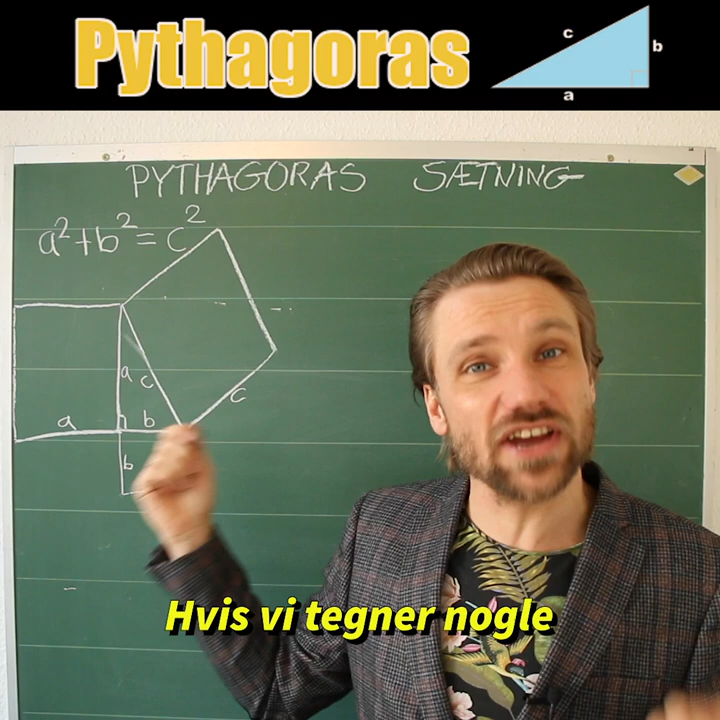 Pythagoras
c
b
a
PYTHAGORAS SÆTNING
a²+b²=c²
a
c
c
a
b
b
Hvis vi tegner nogle